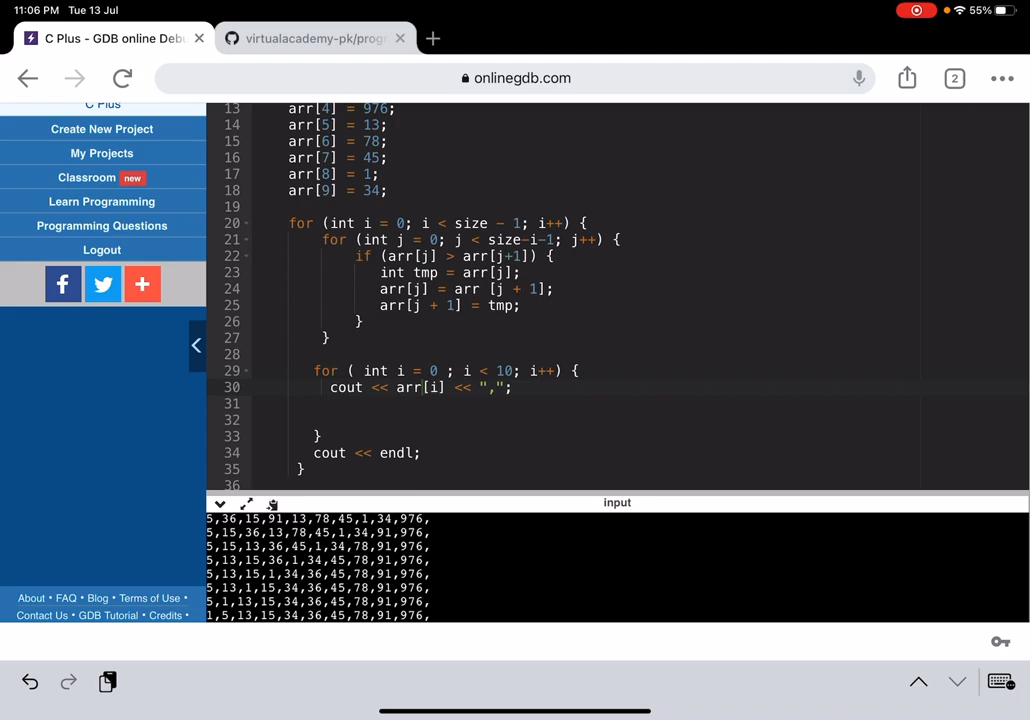 11:06 PM Tue 13 Jul
55%
C Plus - GDB online Debu
virtualacademy-pk/progr
onlinegdb.com
2
C Plus
Create New Project
My Projects
Classroom new
Learn Programming
Programming Questions
Logout
About • FAQ • Blog • Terms of Use •
Contact Us • GDB Tutorial • Credits •
13 arr[4] = 976;
14 arr[5] = 13;
15 arr[6] = 78;
16 arr[7] = 45;
17 arr[8] = 1;
18 arr[9] = 34;
19
20 for (int i = 0; i < size - 1; i++) {
21 for (int j = 0; j < size-i-1; j++) {
22 if (arr[j] > arr[j+1]) {
23 int tmp = arr[j];
24 arr[j] = arr [j + 1];
25 arr[j + 1] = tmp;
26 }
27 }
28
29 for ( int i = 0 ; i < 10; i++) {
30 cout << arr[i] << ",";
31
32
33 }
34 cout << endl;
35 }
36
input
5,36,15,91,13,78,45,1,34,976,
5,15,36,13,78,45,1,34,91,976,
5,15,13,36,45,1,34,78,91,976,
5,13,15,36,1,34,45,78,91,976,
5,13,15,1,34,36,45,78,91,976,
5,13,1,15,34,36,45,78,91,976,
5,1,13,15,34,36,45,78,91,976,
1,5,13,15,34,36,45,78,91,976,